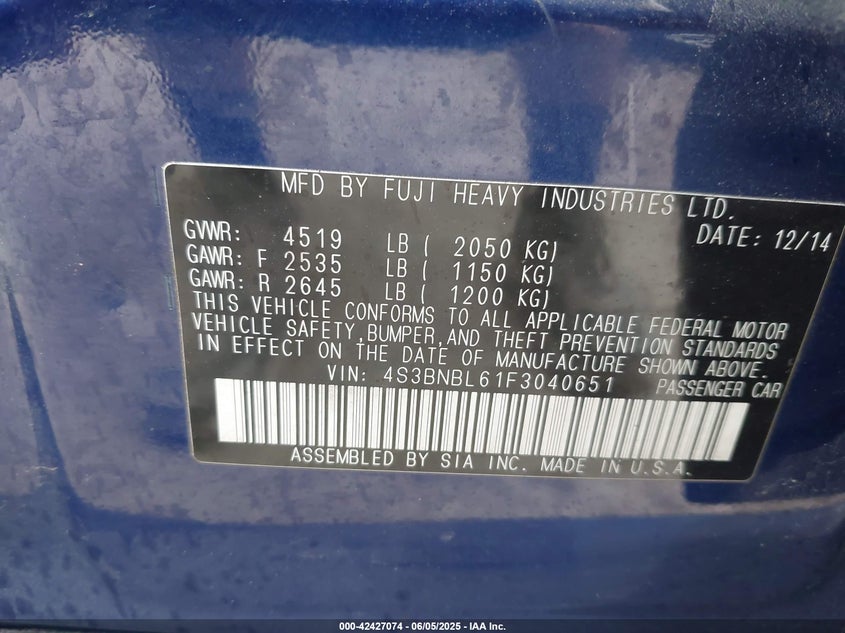 MFD BY FUJI HEAVY INDUSTRIES LTD.
DATE: 12/14
GVWR: 4519 LB ( 2050 KG)
GAWR: F 2535 LB ( 1150 KG)
GAWR: R 2645 LB ( 1200 KG)
THIS VEHICLE CONFORMS TO ALL APPLICABLE FEDERAL MOTOR
VEHICLE SAFETY, BUMPER, AND THEFT PREVENTION STANDARDS
IN EFFECT ON THE DATE OF MANUFACTURE SHOWN ABOVE.
VIN: 4S3BNBL61F3040651 PASSENGER CAR
ASSEMBLED BY SIA INC. MADE IN U.S.A.
000-42427074 - 06/05/2025 - IAA Inc.